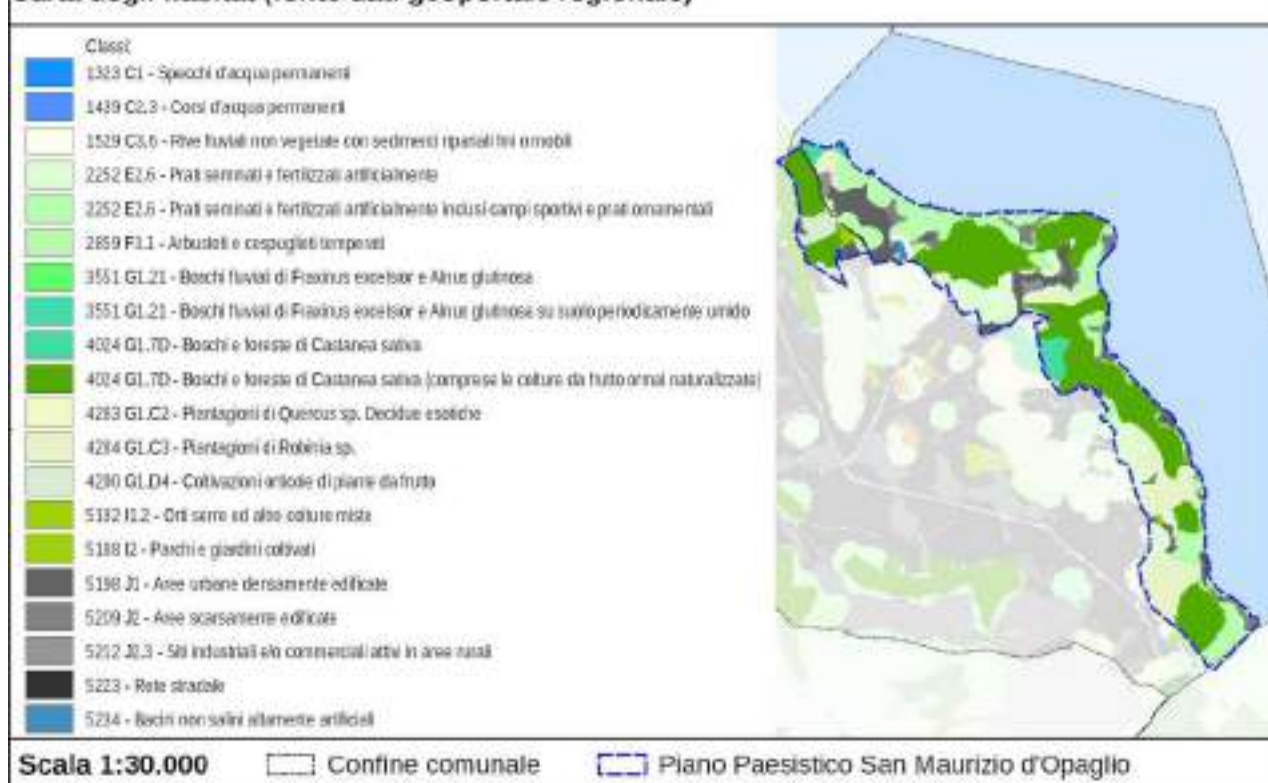 Carta degli habitat (fonte dati geoportale regionale)
Classi:
1323 C1 - Specchi d'acqua permanenti
1439 C2.3 - Corsi d'acqua permanenti
1529 C3.6 - Rive fluviali non vegetate con sedimenti ripariali fini o mobili
2252 E2.6 - Prati seminati e fertilizzati artificialmente
2252 E2.6 - Prati seminati e fertilizzati artificialmente inclusi campi sportivi e prati ornamentali
2859 F3.1 - Arbusteti e cespuglieti temperati
3551 G1.21 - Boschi fluviali di Fraxinus excelsior e Alnus glutinosa
3551 G1.21 - Boschi fluviali di Fraxinus excelsior e Alnus glutinosa su suolo periodicamente umido
4024 G1.7D - Boschi e foreste di Castanea sativa
4024 G1.7D - Boschi e foreste di Castanea sativa (comprese le colture da frutto ormai naturalizzate)
4283 G1.C2 - Piantagioni di Quercus sp. Decidue esotiche
4284 G1.C3 - Piantagioni di Robinia sp.
4290 G1.D4 - Coltivazioni di piante da frutto
5182 I1.2 - Orti serre ed altre colture miste
5188 I2 - Parchi e giardini coltivati
5198 J1 - Aree urbane densamente edificate
5209 J2 - Aree scarsamente edificate
5212 J2.3 - Siti industriali e/o commerciali attivi in aree rurali
5223 - Rete stradale
5234 - Bacini non salini altamente artificiali
Scala 1:30.000
Confine comunale
Piano Paesistico San Maurizio d'Opaglio